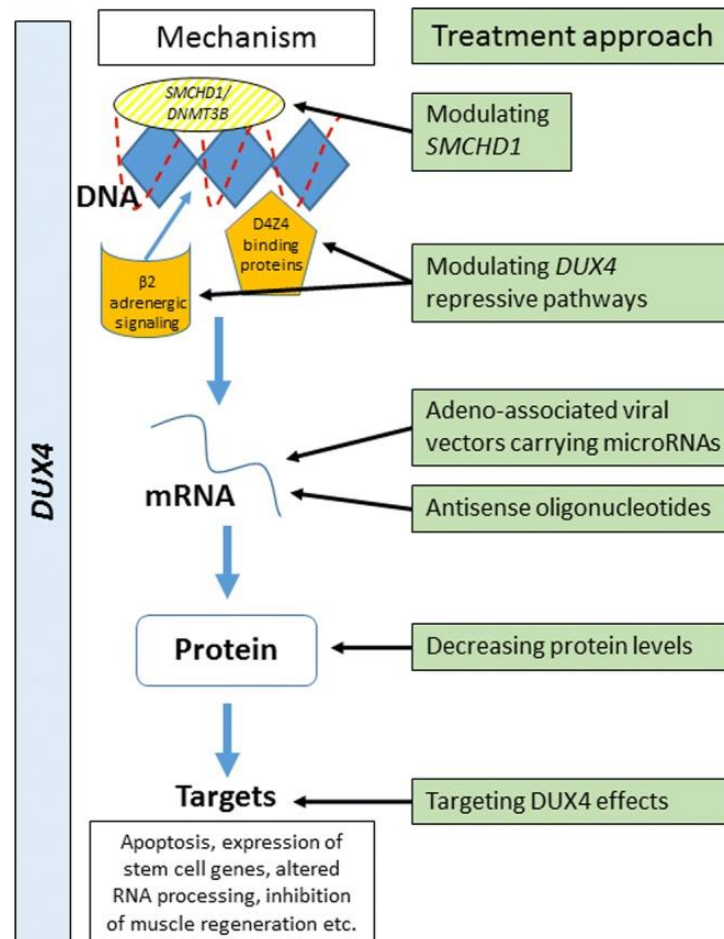 Mechanism
Treatment approach
SMCHD1/
DNMT3B
Modulating
SMCHD1
DNA
D4Z4
binding
proteins
β2
adrenergic
signaling
Modulating DUX4
repressive pathways
DUX4
Adeno-associated viral
vectors carrying microRNAs
mRNA
Antisense oligonucleotides
Protein
Decreasing protein levels
Targets
Targeting DUX4 effects
Apoptosis, expression of
stem cell genes, altered
RNA processing, inhibition
of muscle regeneration etc.